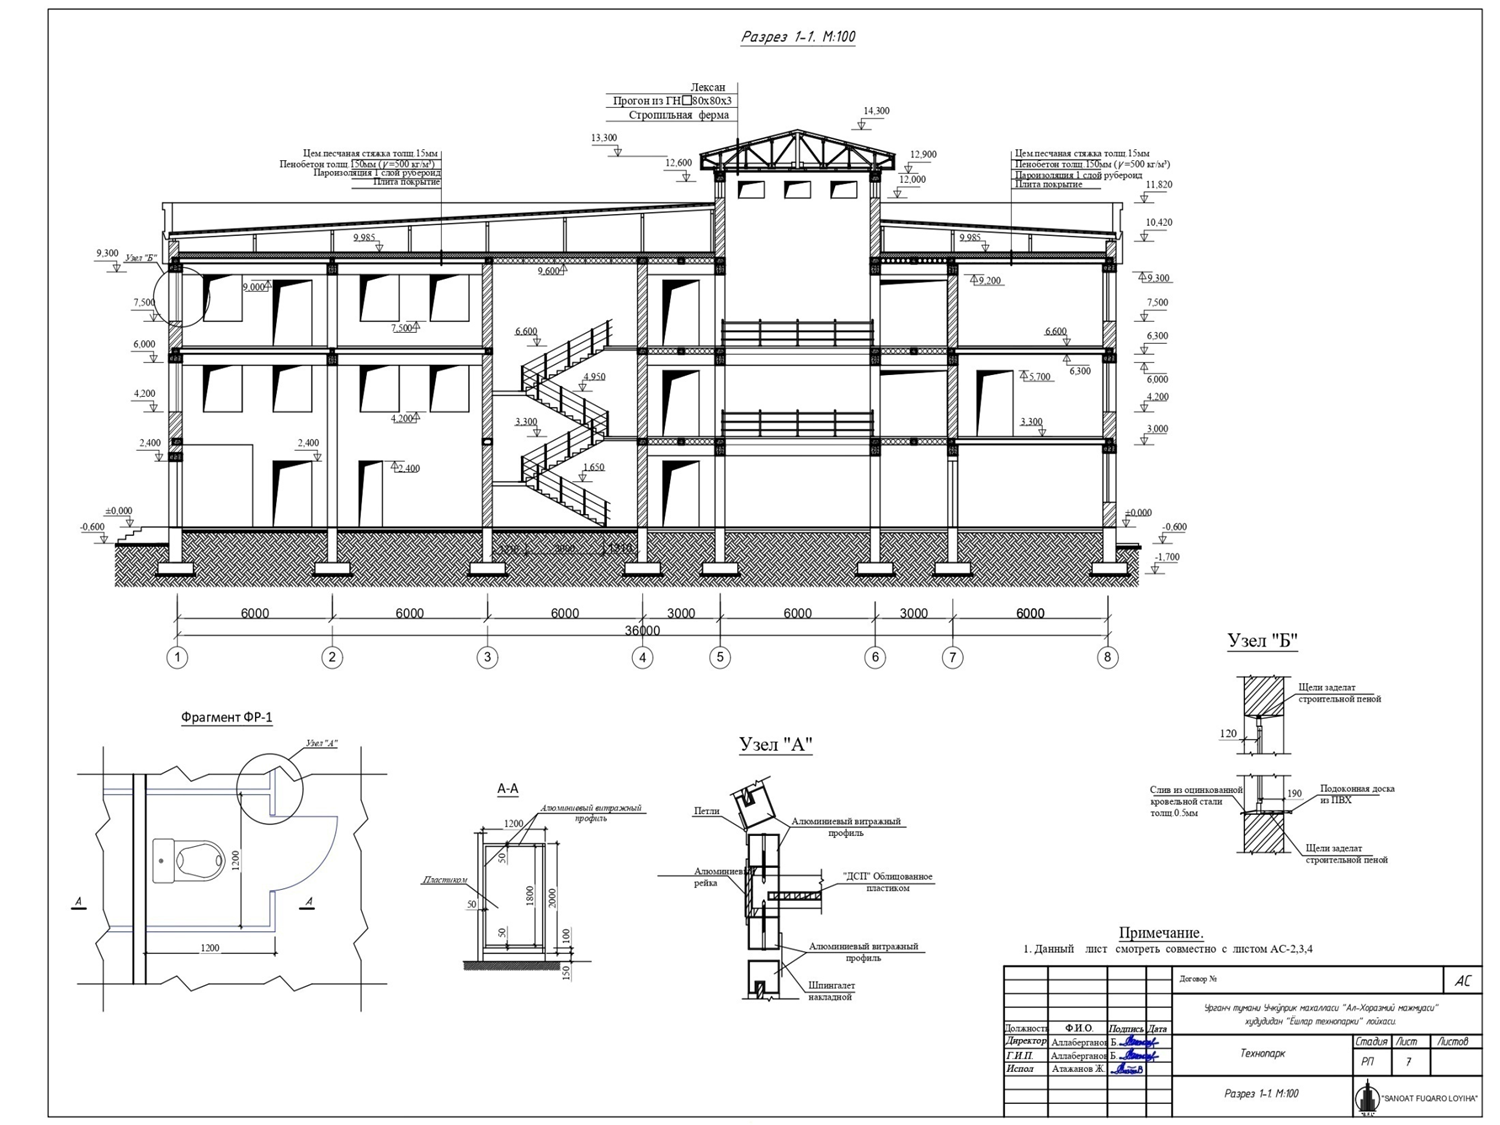 Разрез 1-1. М:100
Лексан
Прогон из ГН□80х80х3
Стропильная ферма
14,300
13,300
12,600
12,900
12,000
Цем.песчаная стяжка толщ.15мм
Пенобетон толщ.150мм (γ=500 кг/м³)
Пароизоляция 1 слой рубероид
Плита покрытие
Цем.песчаная стяжка толщ.15мм
Пенобетон толщ.150мм (γ=500 кг/м³)
Пароизоляция 1 слой рубероид
Плита покрытие
11,820
10,420
9,985
9,985
9,300
Узел "Б"
9,600
9,000
9,200
9,300
7,500
7,500
7,500
6,600
6,600
6,300
6,000
6,300
6,000
4,950
5,700
4,200
4,200
4,200
3,300
3,300
3,000
2,400
2,400
2,400
1,650
±0,000
±0,000
-0,600
-0,600
1310
-1,700
6000
6000
6000
3000
6000
3000
6000
36000
1
2
3
4
5
6
7
8
Узел "Б"
Щели заделат
строительной пеной
120
Слив из оцинкованной
кровельной стали
толщ.0.5мм
190
Подоконная доска
из ПВХ
Щели заделат
строительной пеной
Фрагмент ФР-1
Узел "А"
1200
А
А
1200
А-А
Алюминиевый витражный
профиль
1200
50
Пластиком
50
1800
2000
50
100
150
Узел "А"
Петли
Алюминиевый витражный
профиль
Алюминиевы
рейка
"ДСП" Облицованное
пластиком
Алюминиевый витражный
профиль
Шпингалет
накладной
Примечание.
1. Данный лист смотреть совместно с листом АС-2,3,4
Договор №
АС
Урганч тумани Учкўприк махалласи "Ал-Хоразмий мажмуаси"
худудидан "Ёшлар технопарки" лойхаси.
Должность
Ф.И.О.
Подпись
Дата
Директор
Аллаберганов Б.
Г.И.П.
Аллаберганов Б.
Испол
Атажанов Ж.
Технопарк
Стадия
Лист
Листов
РП
7
Разрез 1-1. М:100
"SANOAT FUQARO LOYIHA"